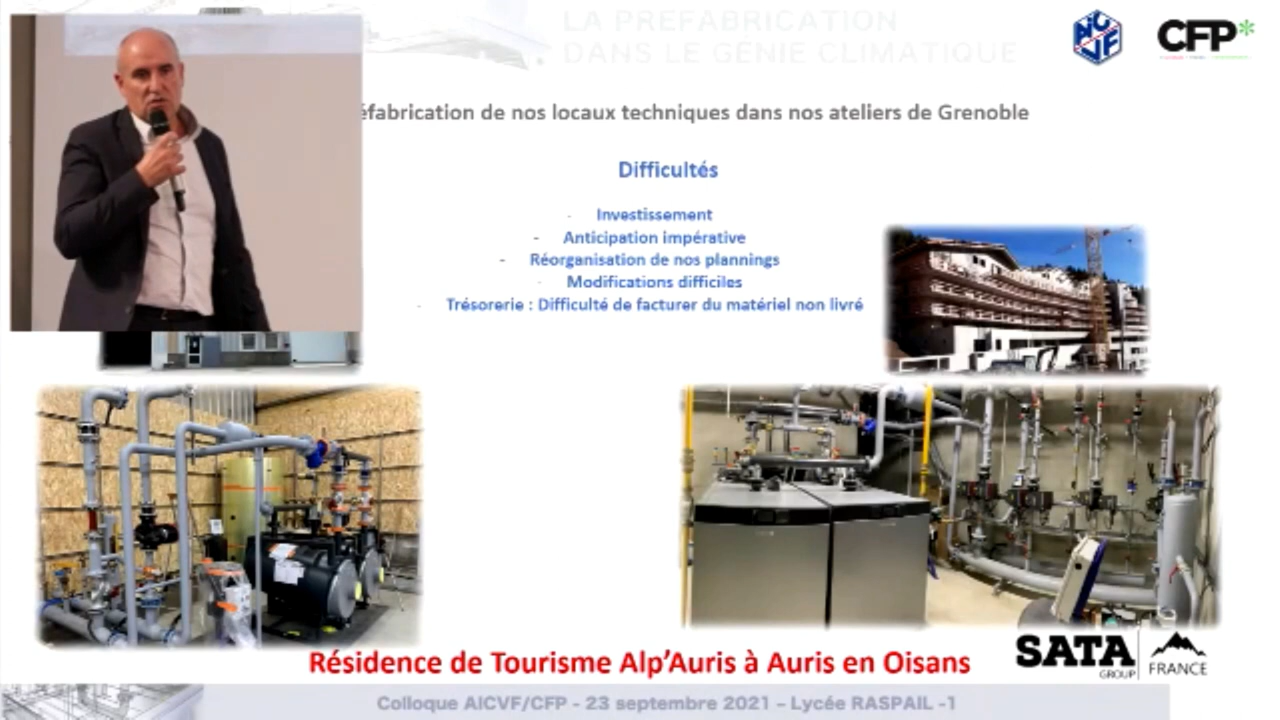 LA PREFABRICATION
DANS LE GÉNIE CLIMATIQUE
CFP*
éfabrication de nos locaux techniques dans nos ateliers de Grenoble
Difficultés
- Investissement
- Anticipation impérative
- Réorganisation de nos plannings
- Modifications difficiles
- Trésorerie : Difficulté de facturer du matériel non livré
Résidence de Tourisme Alp'Auris à Auris en Oisans
SATA
GROUP
FRANCE
Colloque AICVF/CFP - 23 septembre 2021 – Lycée RASPAIL -1